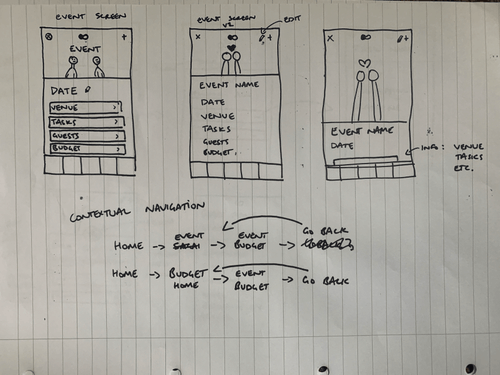 EVENT SCREEN
EVENT
DATE
VENUE
TASKS
GUESTS
BUDGET
EVENT SCREEN
V2
EDIT
EVENT NAME
DATE
VENUE
TASKS
GUESTS
BUDGET.
EVENT NAME
DATE
INFO: VENUE
TASKS
ETC.
CONTEXTUAL NAVIGATION
HOME → EVENT → EVENT BUDGET → GO BACK
HOME → BUDGET HOME → EVENT BUDGET → GO BACK